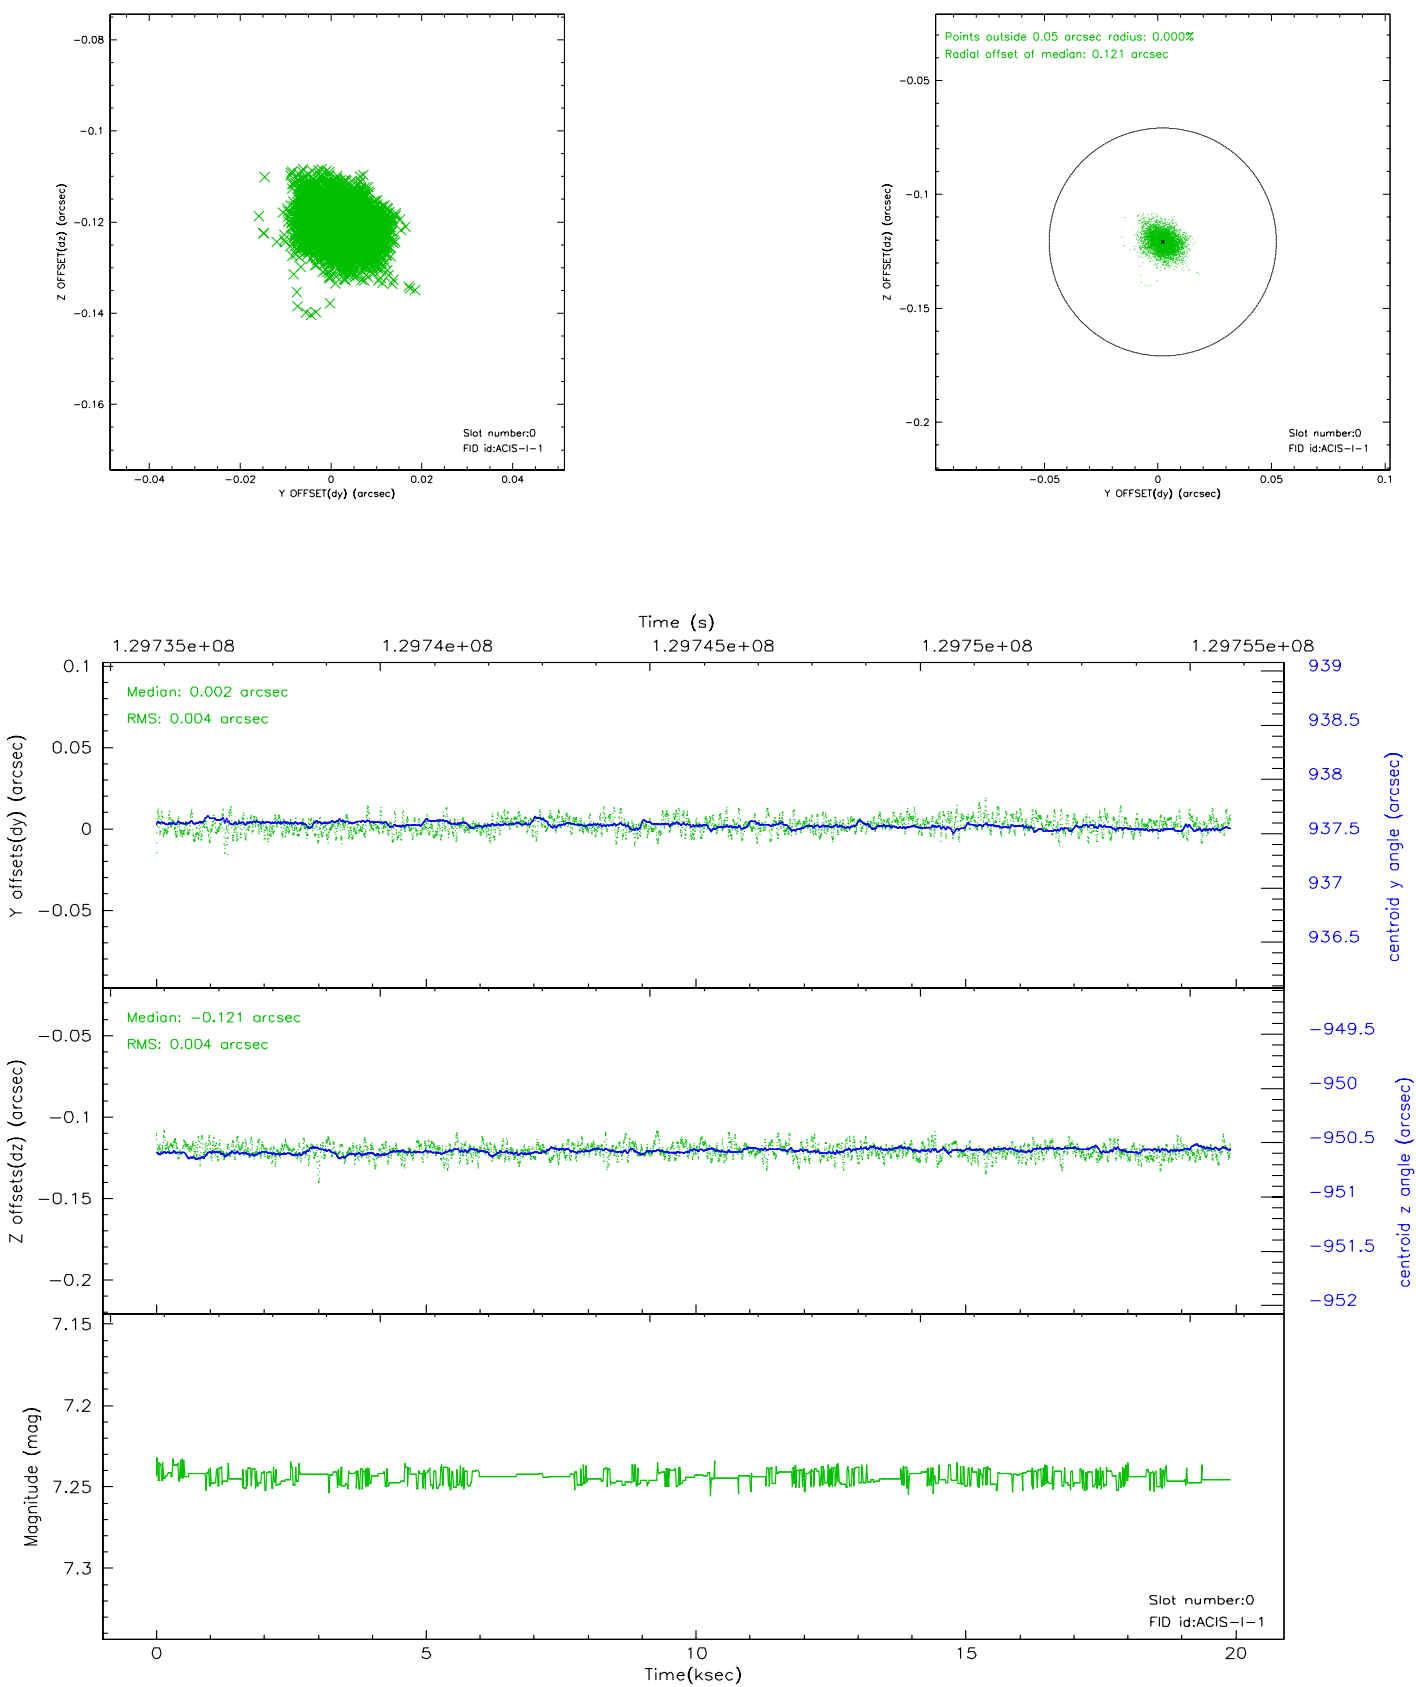 −0.08
−0.1
−0.12
−0.14
−0.16
Z OFFSET(dz) (arcsec)
Slot number:0
FID id:ACIS−I−1
−0.04
−0.02
0
0.02
0.04
Y OFFSET(dy) (arcsec)
Points outside 0.05 arcsec radius: 0.000%
Radial offset of median: 0.121 arcsec
−0.05
−0.1
−0.15
−0.2
Z OFFSET(dz) (arcsec)
Slot number:0
FID id:ACIS−I−1
−0.05
0
0.05
0.1
Y OFFSET(dy) (arcsec)
Time (s)
1.29735e+08
1.2974e+08
1.29745e+08
1.2975e+08
1.29755e+08
0.1
0.05
0
−0.05
Y offsets(dy) (arcsec)
Median: 0.002 arcsec
RMS: 0.004 arcsec
939
938.5
938
937.5
937
936.5
centroid y angle (arcsec)
−0.05
−0.1
−0.15
−0.2
Z offsets(dz) (arcsec)
Median: −0.121 arcsec
RMS: 0.004 arcsec
−949.5
−950
−950.5
−951
−951.5
−952
centroid z angle (arcsec)
7.15
7.2
7.25
7.3
Magnitude (mag)
Slot number:0
FID id:ACIS−I−1
0
5
10
15
20
Time(ksec)